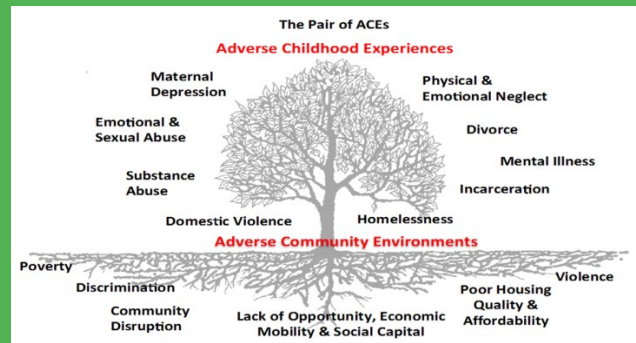 The Pair of ACEs
Adverse Childhood Experiences
Maternal
Depression
Physical &
Emotional Neglect
Emotional &
Sexual Abuse
Divorce
Mental Illness
Substance
Abuse
Incarceration
Domestic Violence
Homelessness
Adverse Community Environments
Poverty
Violence
Discrimination
Poor Housing
Quality &
Affordability
Community
Disruption
Lack of Opportunity, Economic
Mobility & Social Capital